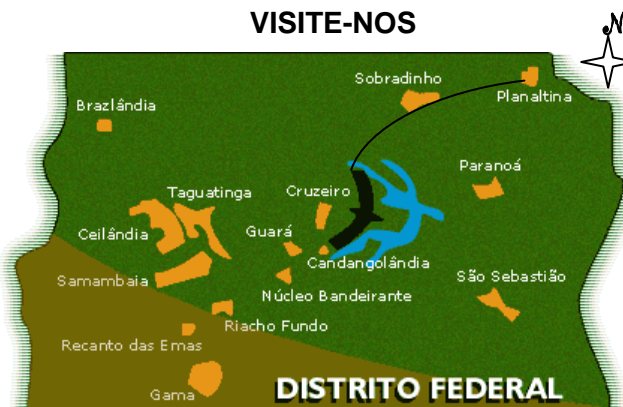 VISITE-NOS
N
Sobradinho
Planaltina
Brazlândia
Paranoá
Taguatinga
Cruzeiro
Guará
Ceilândia
Candangolândia
São Sebastião
Samambaia
Núcleo Bandeirante
Riacho Fundo
Recanto das Emas
Gama
DISTRITO FEDERAL